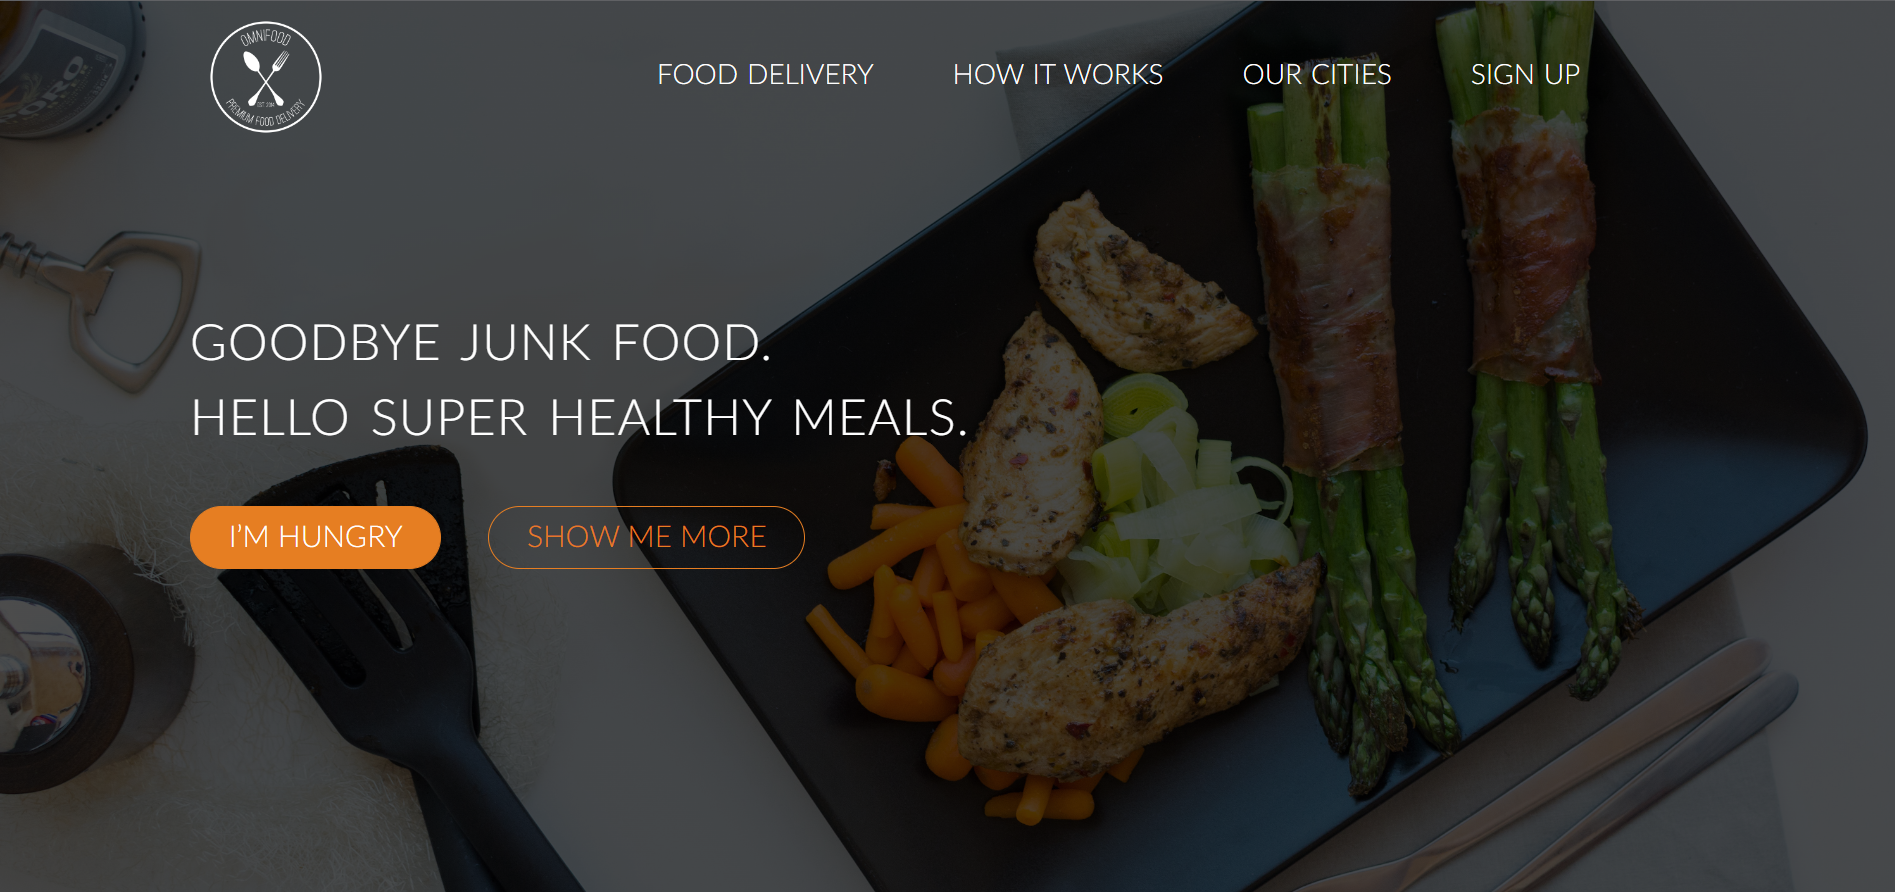 OMNIFOOD
EST. 2014
PREMIUM FOOD DELIVERY
FOOD DELIVERY
HOW IT WORKS
OUR CITIES
SIGN UP
GOODBYE JUNK FOOD.
HELLO SUPER HEALTHY MEALS.
I'M HUNGRY
SHOW ME MORE